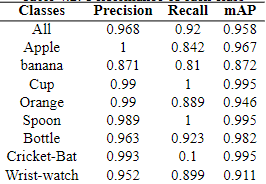 Classes Precision Recall mAP
All 0.968 0.92 0.958
Apple 1 0.842 0.967
banana 0.871 0.81 0.872
Cup 0.99 1 0.995
Orange 0.99 0.889 0.946
Spoon 0.989 1 0.995
Bottle 0.963 0.923 0.982
Cricket-Bat 0.993 0.1 0.995
Wrist-watch 0.952 0.899 0.911